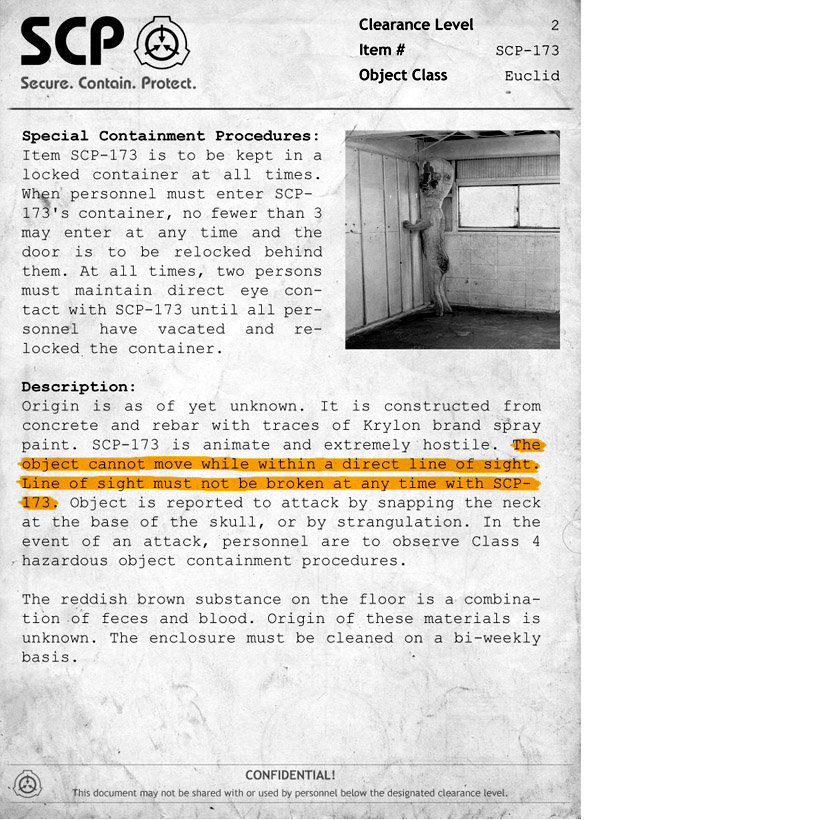 SCP
Secure. Contain. Protect.
Clearance Level 2
Item # SCP-173
Object Class Euclid
Special Containment Procedures:
Item SCP-173 is to be kept in a
locked container at all times.
When personnel must enter SCP-
173's container, no fewer than 3
may enter at any time and the
door is to be relocked behind
them. At all times, two persons
must maintain direct eye con-
tact with SCP-173 until all per-
sonnel have vacated and re-
locked the container.
Description:
Origin is as of yet unknown. It is constructed from
concrete and rebar with traces of Krylon brand spray
paint. SCP-173 is animate and extremely hostile. The
object cannot move while within a direct line of sight.
Line of sight must not be broken at any time with SCP-
173. Object is reported to attack by snapping the neck
at the base of the skull, or by strangulation. In the
event of an attack, personnel are to observe Class 4
hazardous object containment procedures.
The reddish brown substance on the floor is a combina-
tion of feces and blood. Origin of these materials is
unknown. The enclosure must be cleaned on a bi-weekly
basis.
CONFIDENTIAL!
This document may not be shared with or used by personnel below the designated clearance level.